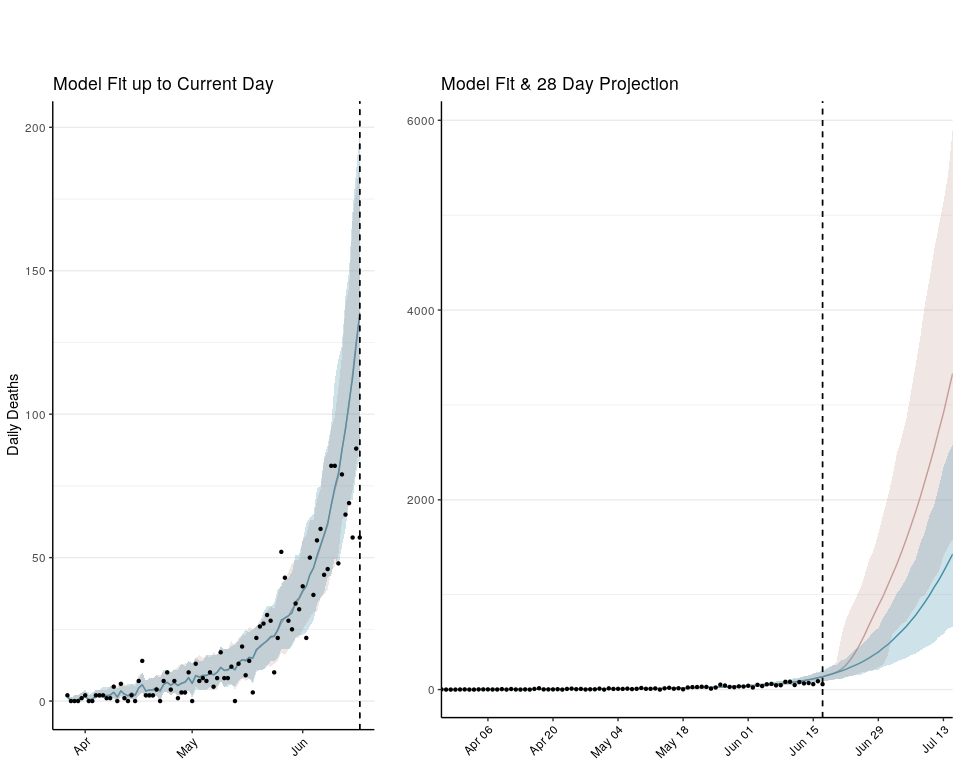 Model Fit up to Current Day
Daily Deaths
200
150
100
50
0
Apr
May
Jun
Model Fit & 28 Day Projection
6000
4000
2000
0
Apr 06
Apr 20
May 04
May 18
Jun 01
Jun 15
Jun 29
Jul 13